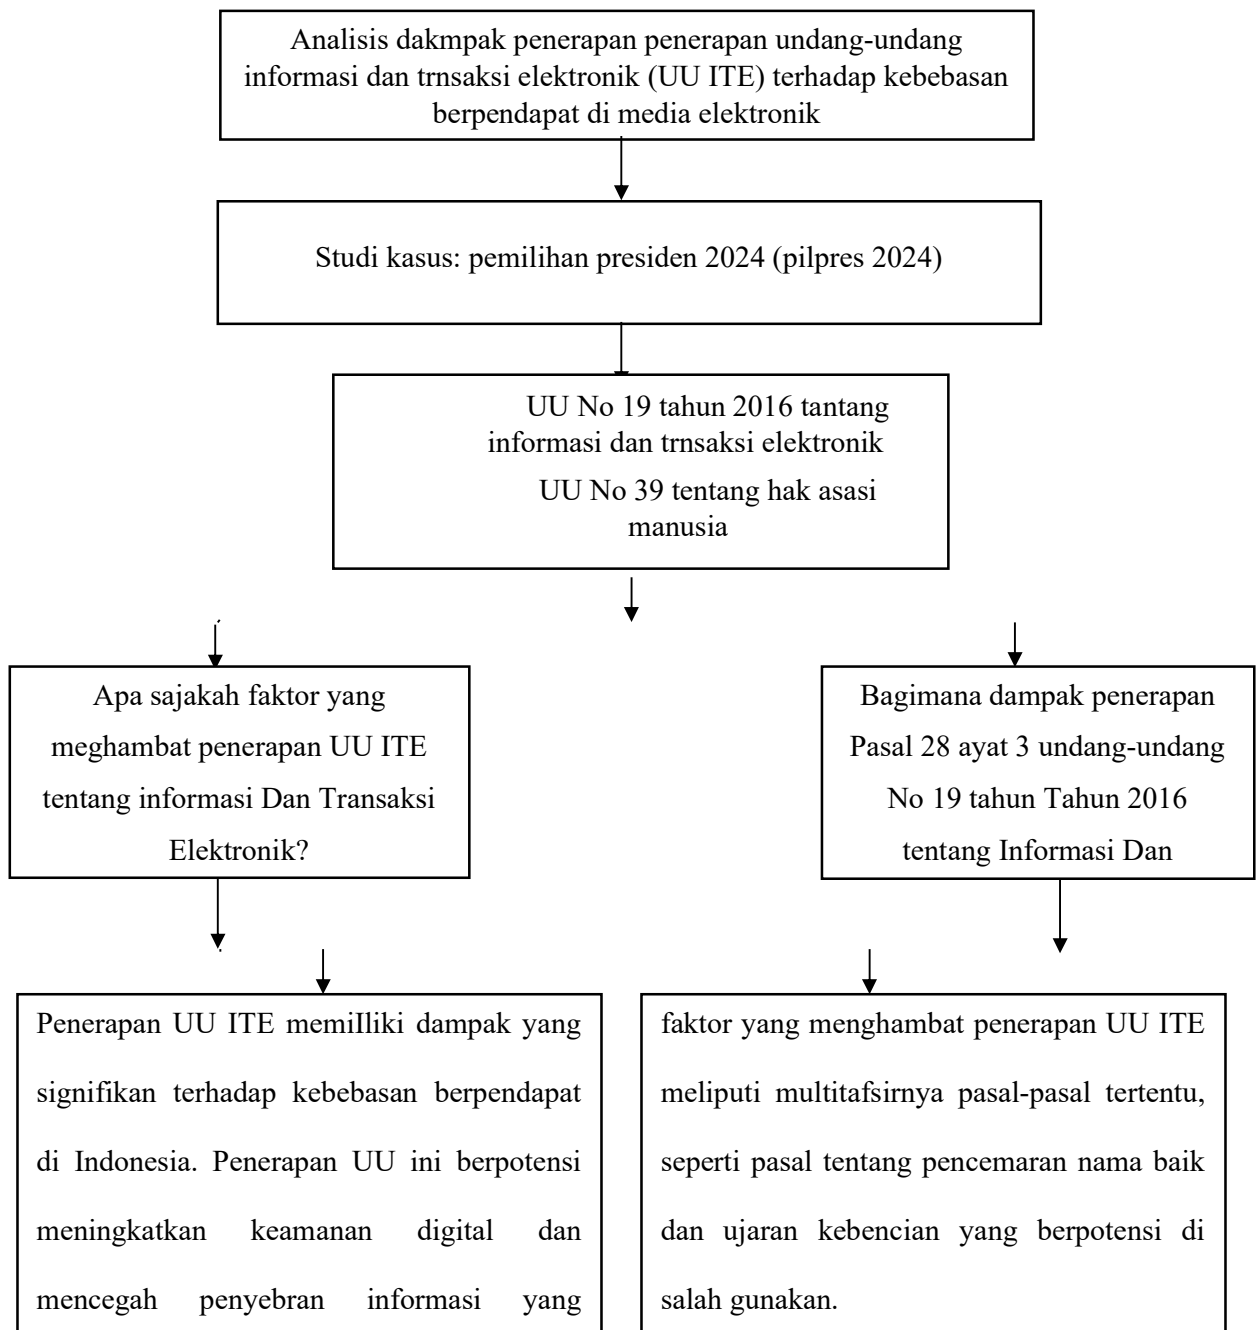 Analisis dakmpak penerapan penerapan undang-undang
informasi dan trnsaksi elektronik (UU ITE) terhadap kebebasan
berpendapat di media elektronik
Studi kasus: pemilihan presiden 2024 (pilpres 2024)
UU No 19 tahun 2016 tantang
informasi dan trnsaksi elektronik
UU No 39 tentang hak asasi
manusia
Apa sajakah faktor yang
meghambat penerapan UU ITE
tentang informasi Dan Transaksi
Elektronik?
Bagimana dampak penerapan
Pasal 28 ayat 3 undang-undang
No 19 tahun Tahun 2016
tentang Informasi Dan
Penerapan UU ITE memiIliki dampak yang
signifikan terhadap kebebasan berpendapat
di Indonesia. Penerapan UU ini berpotensi
meningkatkan keamanan digital dan
mencegah penyebran informasi yang
faktor yang menghambat penerapan UU ITE
meliputi multitafsirnya pasal-pasal tertentu,
seperti pasal tentang pencemaran nama baik
dan ujaran kebencian yang berpotensi di
salah gunakan.